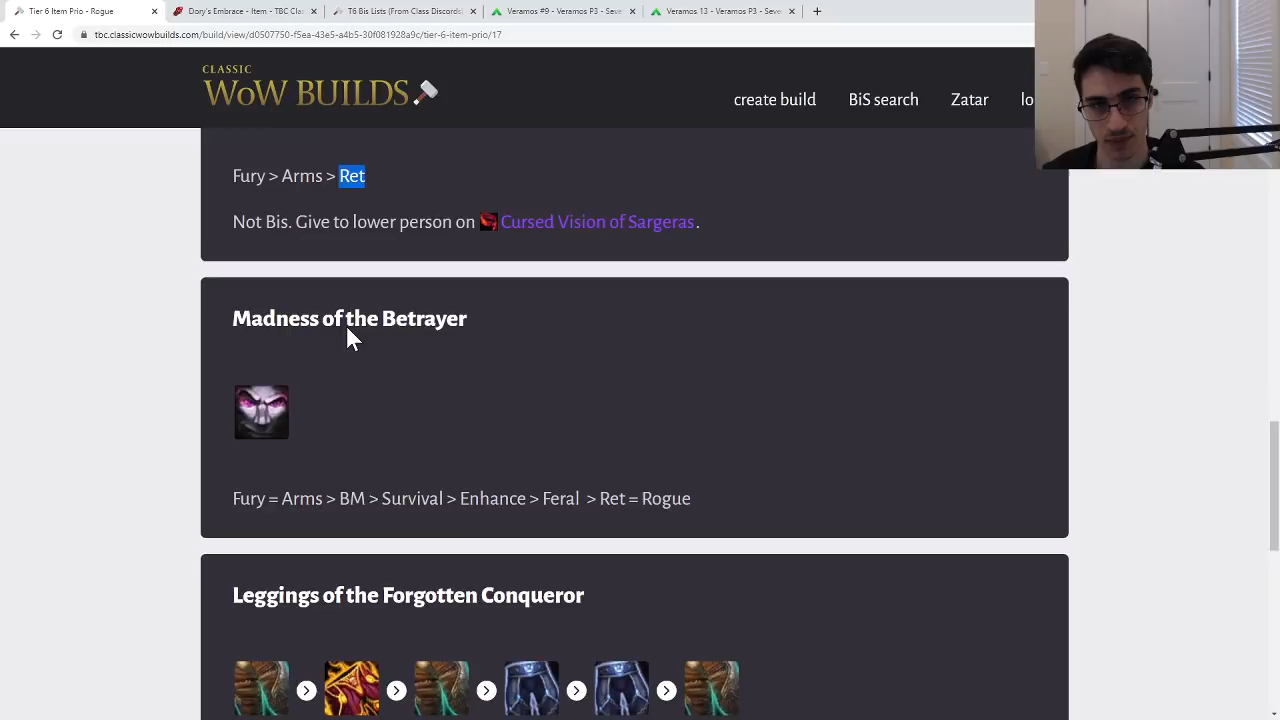 Tier 6 Item Prio - Rogue
Dory's Embrace - Item - TBC Clas
T6 Bis Lists (From Class Discords)
Veramos #9 - Veramos P3 - Seve
Veramos 13 - Veramos P3 - Seve
tbc.classicwowbuilds.com/build/view/d0507750-f5ea-43e5-a4b5-30f081928a9c/tier-6-item-prio/17
CLASSIC
WoW BUILDS
create build
BiS search
Zatar
lo
Fury > Arms > Ret
Not Bis. Give to lower person on Cursed Vision of Sargeras.
Madness of the Betrayer
Fury = Arms > BM > Survival > Enhance > Feral > Ret = Rogue
Leggings of the Forgotten Conqueror